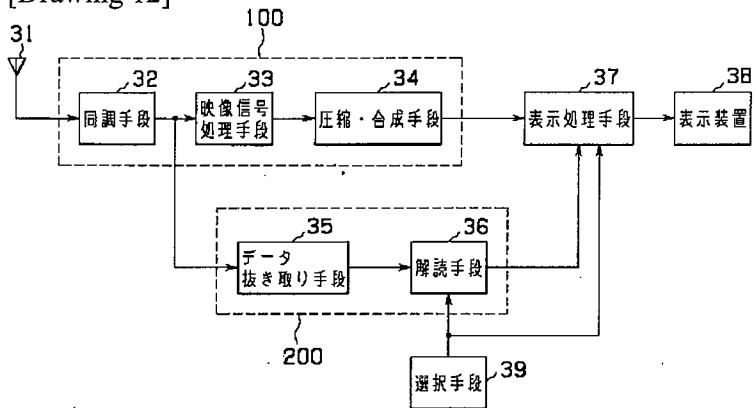 [Drawing 12]
100
31
32
33
34
37
38
同調手段
映像信号
処理手段
圧縮・合成手段
表示処理手段
表示装置
35
36
データ
抜き取り手段
解読手段
200
39
選択手段